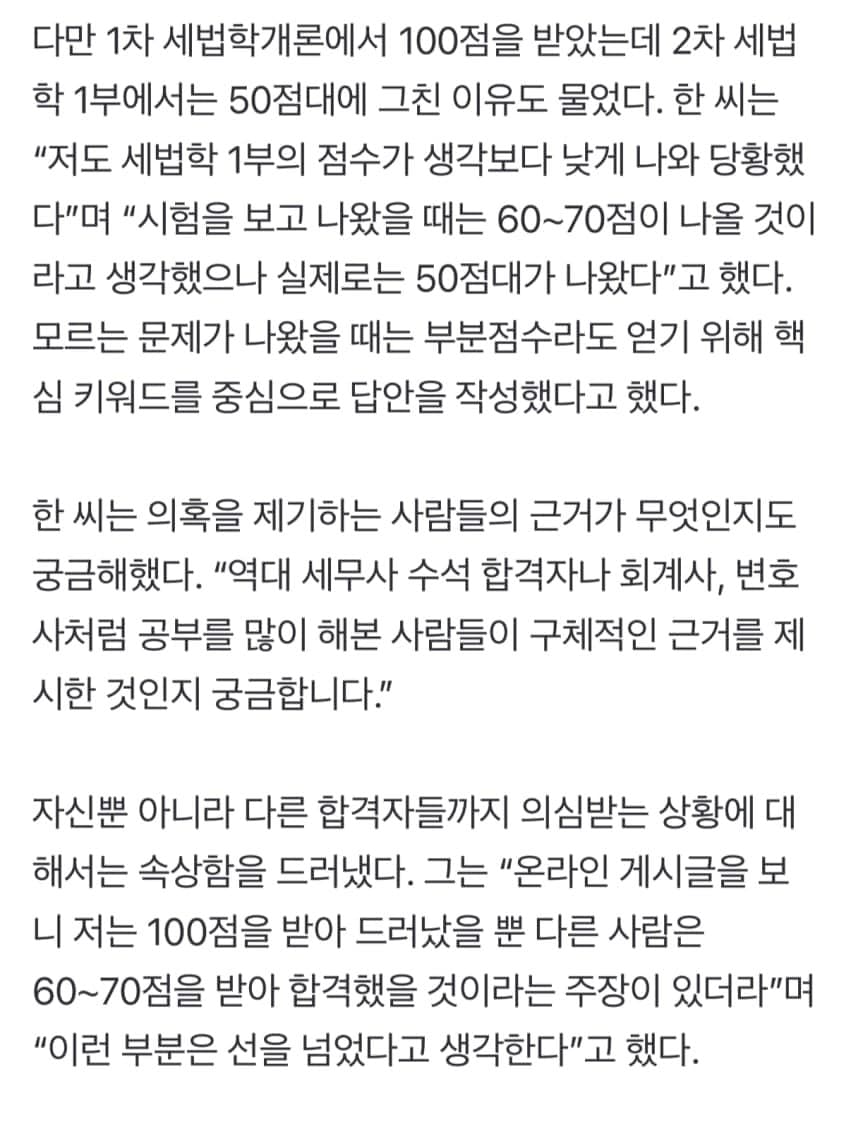 다만 1차 세법학개론에서 100점을 받았는데 2차 세법
학 1부에서는 50점대에 그친 이유도 물었다. 한 씨는
“저도 세법학 1부의 점수가 생각보다 낮게 나와 당황했
다”며 “시험을 보고 나왔을 때는 60~70점이 나올 것이
라고 생각했으나 실제로는 50점대가 나왔다”고 했다.
모르는 문제가 나왔을 때는 부분점수라도 얻기 위해 핵
심 키워드를 중심으로 답안을 작성했다고 했다.
한 씨는 의혹을 제기하는 사람들의 근거가 무엇인지도
궁금해했다. “역대 세무사 수석 합격자나 회계사, 변호
사처럼 공부를 많이 해본 사람들이 구체적인 근거를 제
시한 것인지 궁금합니다.”
자신뿐 아니라 다른 합격자들까지 의심받는 상황에 대
해서는 속상함을 드러냈다. 그는 “온라인 게시글을 보
니 저는 100점을 받아 드러났을 뿐 다른 사람은
60~70점을 받아 합격했을 것이라는 주장이 있더라”며
“이런 부분은 선을 넘었다고 생각한다”고 했다.